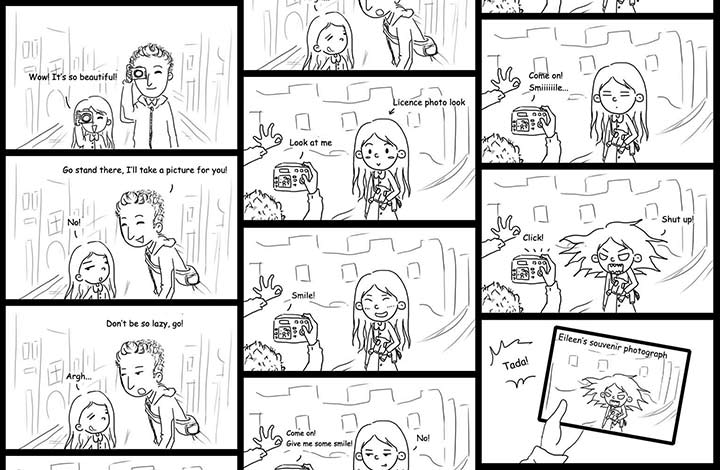 Wow! It's so beautiful!
Go stand there, I'll take a picture for you!
No!
Don't be so lazy, go!
Argh...
Licence photo look
Look at me
Smile!
Come on!
Give me some smile!
No!
Come on!
Smiiiiiile...
Shut up!
Click!
Eileen's souvenir photograph
Tada!